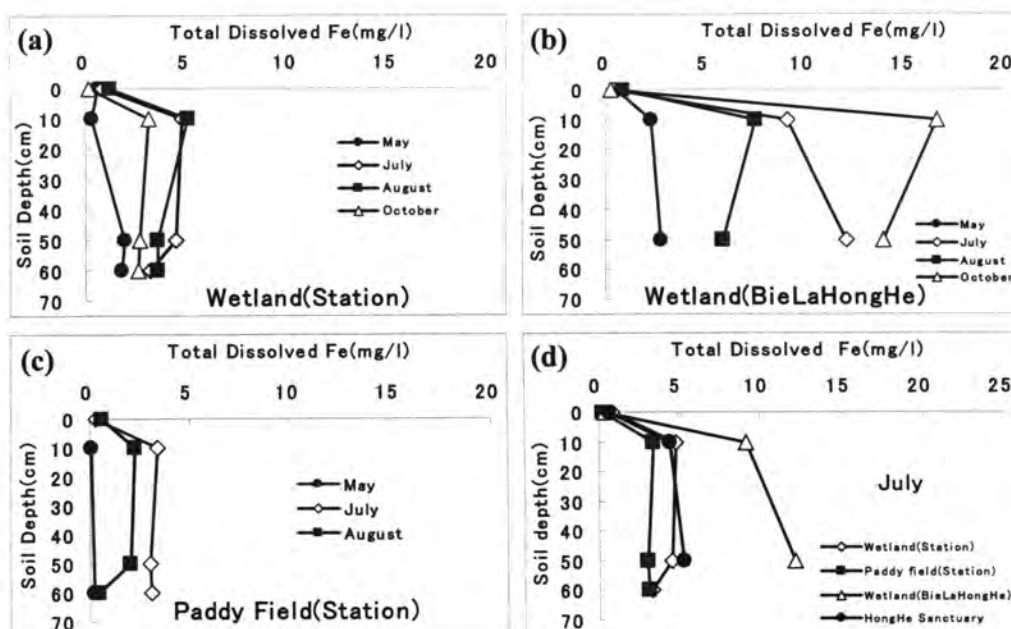 (a)
Total Dissolved Fe(mg/l)
0 5 10 15 20
0
10
20
30
40
50
60
70
Soil Depth(cm)
May
July
August
October
Wetland(Station)
(b)
Total Dissolved Fe(mg/l)
0 5 10 15 20
0
10
20
30
40
50
60
70
Soil Depth(cm)
May
July
August
October
Wetland(BieLaHongHe)
(c)
Total Dissolved Fe(mg/l)
0 5 10 15 20
0
10
20
30
40
50
60
70
Soil Depth(cm)
May
July
August
Paddy Field(Station)
(d)
Total Dissolved Fe(mg/l)
0 5 10 15 20 25
0
10
20
30
40
50
60
70
Soil depth(cm)
July
Wetland(Station)
Paddy field(Station)
Wetland(BieLaHongHe)
HongHe Sanctuary